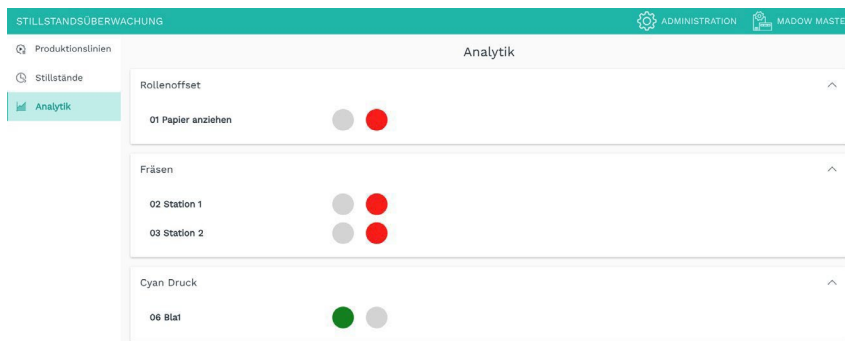 STILLSTANDSÜBERWACHUNG
ADMINISTRATION
MADOW MASTE
Produktionslinien
Stillstände
Analytik
Analytik
Rollenoffset
01 Papier anziehen
Fräsen
02 Station 1
03 Station 2
Cyan Druck
06 Bla1